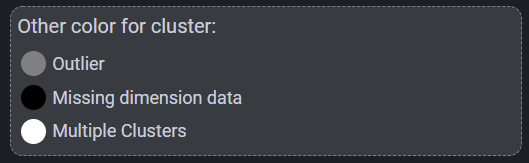 Other color for cluster:
Outlier
Missing dimension data
Multiple Clusters